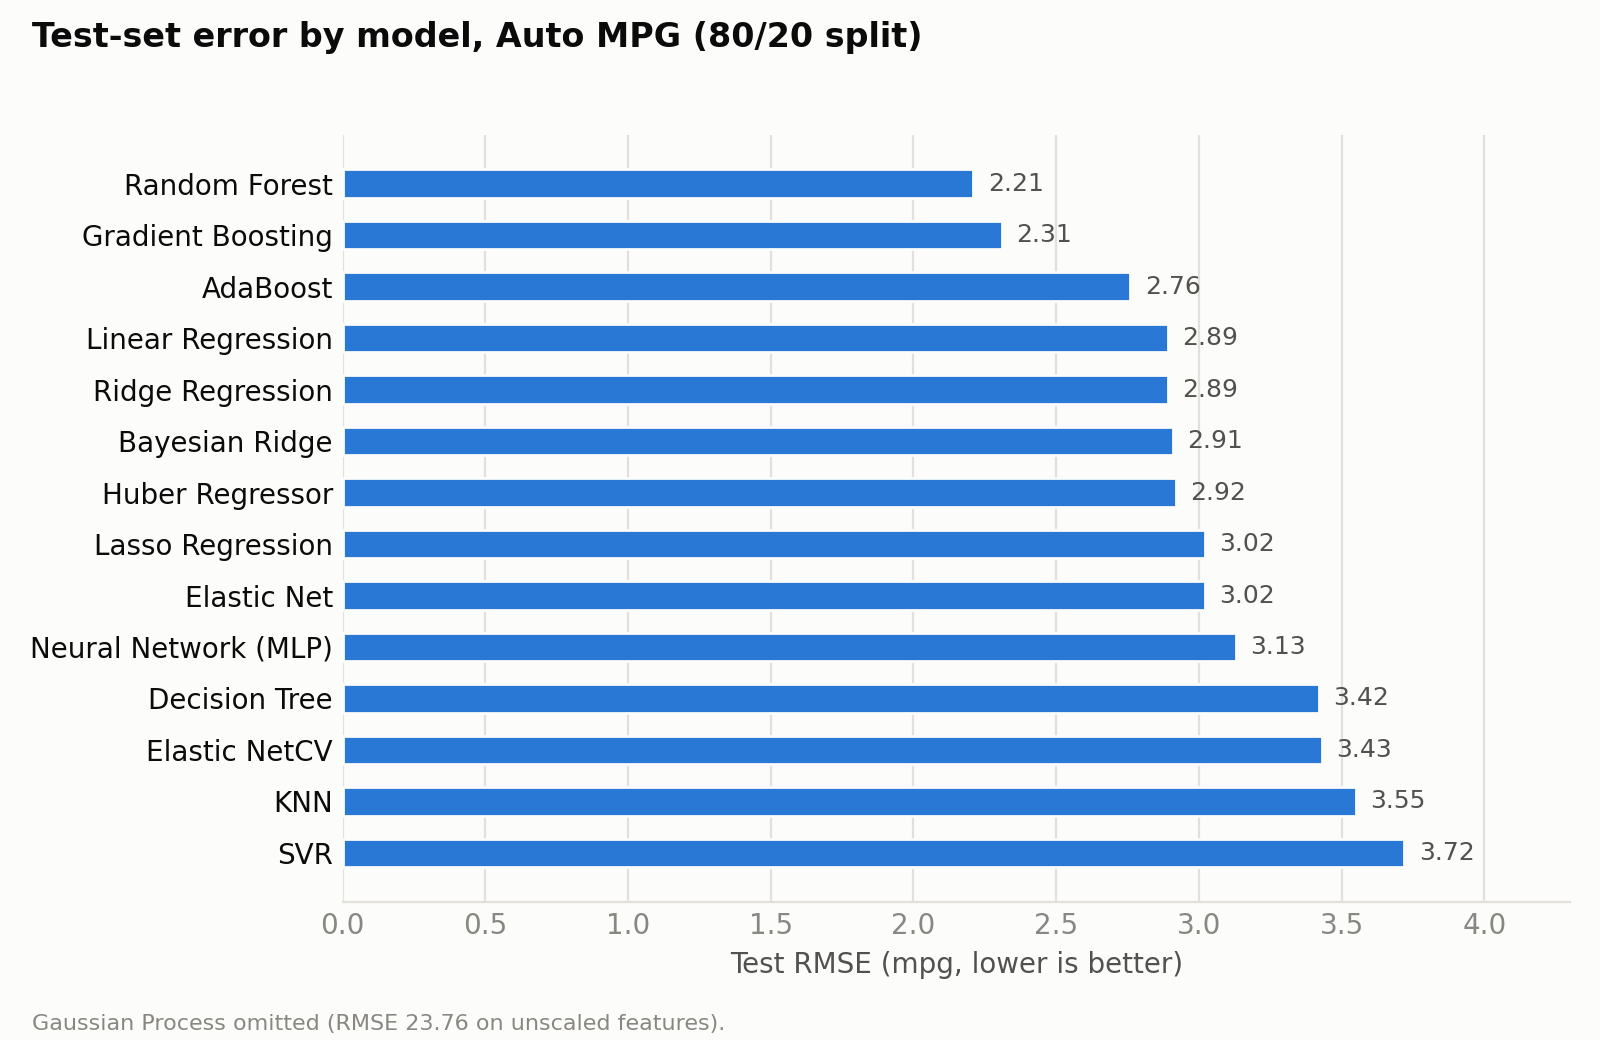 Test-set error by model, Auto MPG (80/20 split)
Random Forest 2.21
Gradient Boosting 2.31
AdaBoost 2.76
Linear Regression 2.89
Ridge Regression 2.89
Bayesian Ridge 2.91
Huber Regressor 2.92
Lasso Regression 3.02
Elastic Net 3.02
Neural Network (MLP) 3.13
Decision Tree 3.42
Elastic NetCV 3.43
KNN 3.55
SVR 3.72
0.0 0.5 1.0 1.5 2.0 2.5 3.0 3.5 4.0
Test RMSE (mpg, lower is better)
Gaussian Process omitted (RMSE 23.76 on unscaled features).